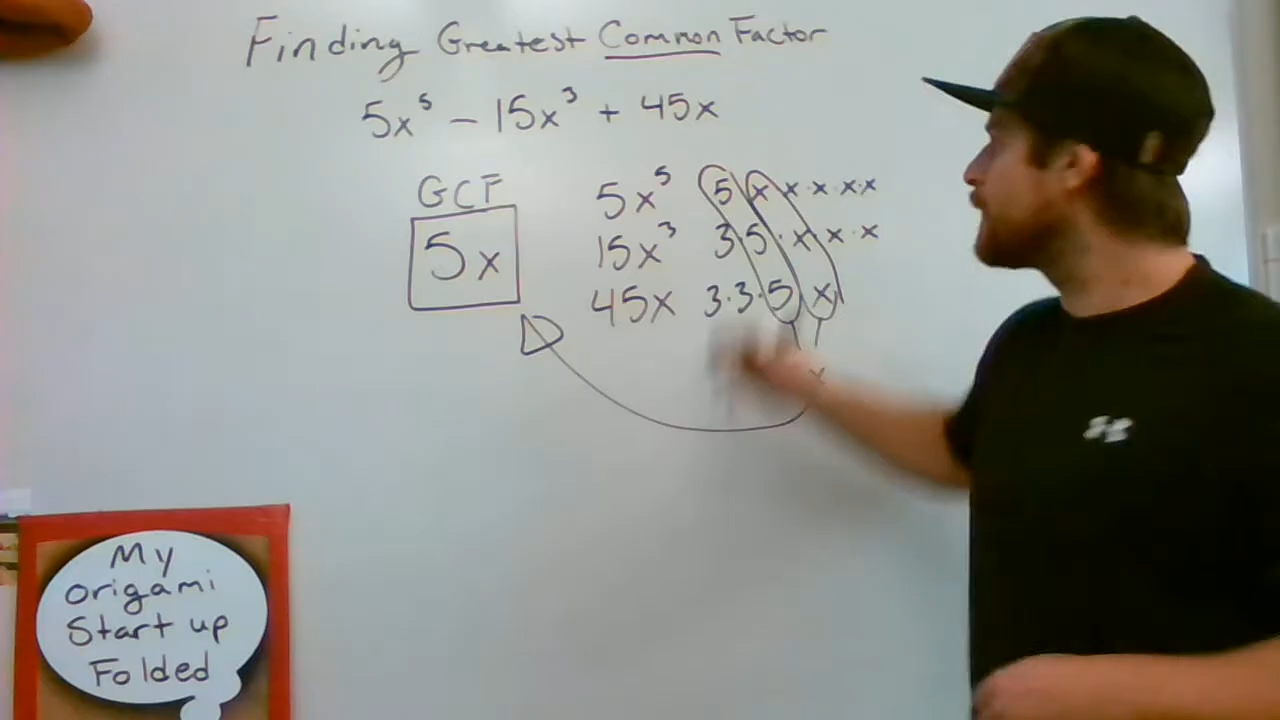 Finding Greatest Common Factor
5x⁵ – 15x³ + 45x
GCF
5x
5x⁵ 5 x x · x · x · x
15x³ 3 5 · x · x · x
45x 3 · 3 · 5 x
x
My
origami
Start up
Folded